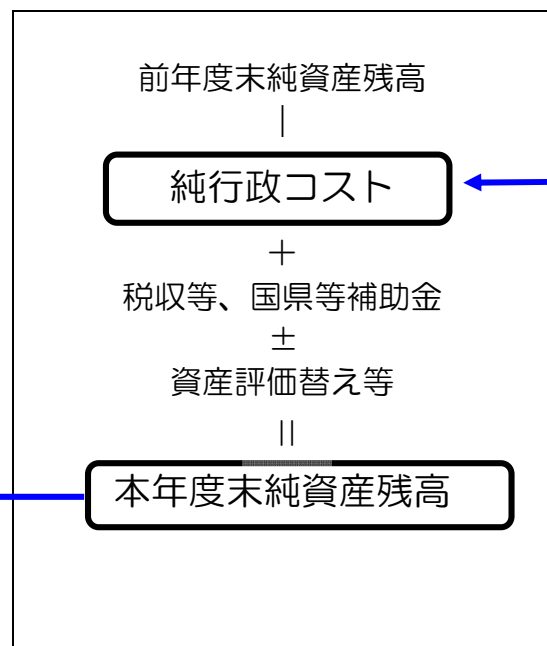 前年度末純資産残高
｜
純行政コスト
＋
税収等、国県等補助金
±
資産評価替え等
||
本年度末純資産残高